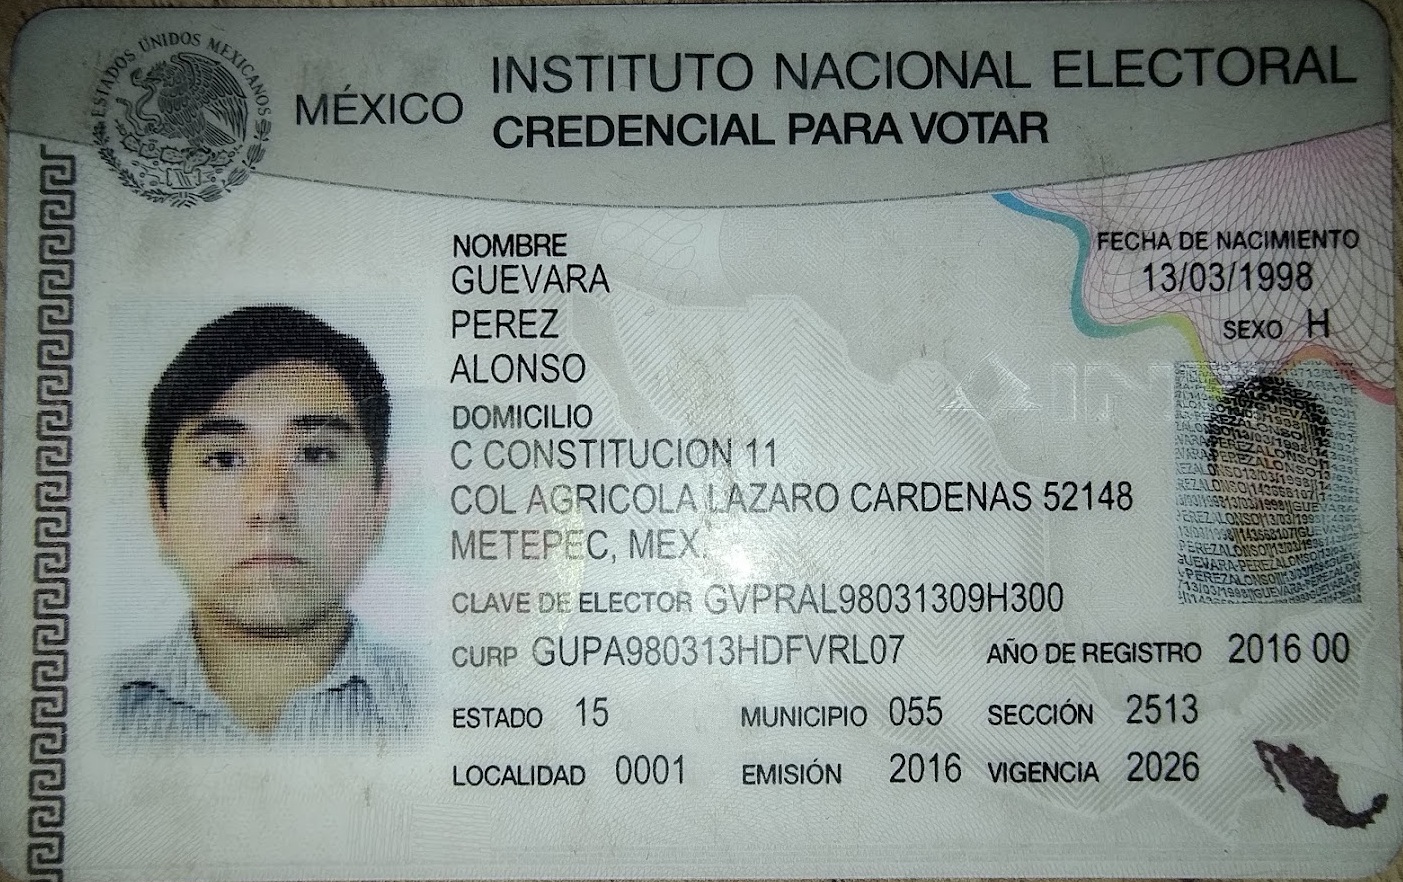 ESTADOS UNIDOS MEXICANOS
MÉXICO
INSTITUTO NACIONAL ELECTORAL
CREDENCIAL PARA VOTAR
NOMBRE
GUEVARA
PEREZ
ALONSO
FECHA DE NACIMIENTO
13/03/1998
SEXO H
DOMICILIO
C CONSTITUCION 11
COL AGRICOLA LAZARO CARDENAS 52148
METEPEC, MEX.
CLAVE DE ELECTOR GVPRAL98031309H300
CURP GUPA980313HDFVRL07 AÑO DE REGISTRO 2016 00
ESTADO 15 MUNICIPIO 055 SECCIÓN 2513
LOCALIDAD 0001 EMISIÓN 2016 VIGENCIA 2026